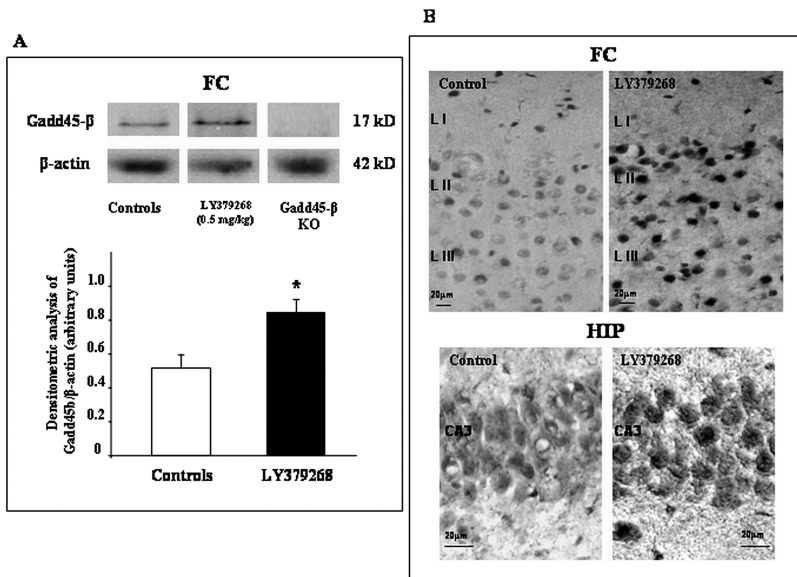 A
FC
Gadd45-β
17 kD
β-actin
42 kD
Controls
LY379268
(0.5 mg/kg)
Gadd45-β
KO
Densitometric analysis of
Gadd45b/β-actin (arbitrary units)
1.0
0.8
0.6
0.4
0.2
0
*
Controls
LY379268
B
FC
Control
LY379268
L I
L I
L II
L II
L III
L III
20µm
20µm
HIP
Control
LY379268
CA3
CA3
20µm
20µm